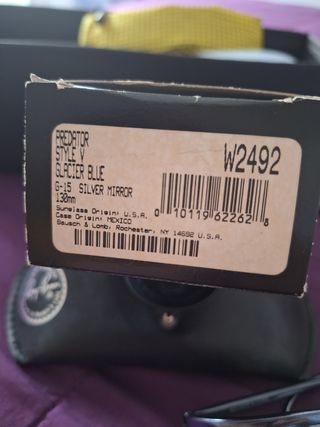 PREDATOR
STYLE V
GLACIER BLUE
G-15 SILVER MIRROR
130mm
W2492
Sunglass Origin: U.S.A.
Case Origin: MEXICO
Bausch & Lomb, Rochester, NY 14692 U.S.A.
0 10119 62262 8